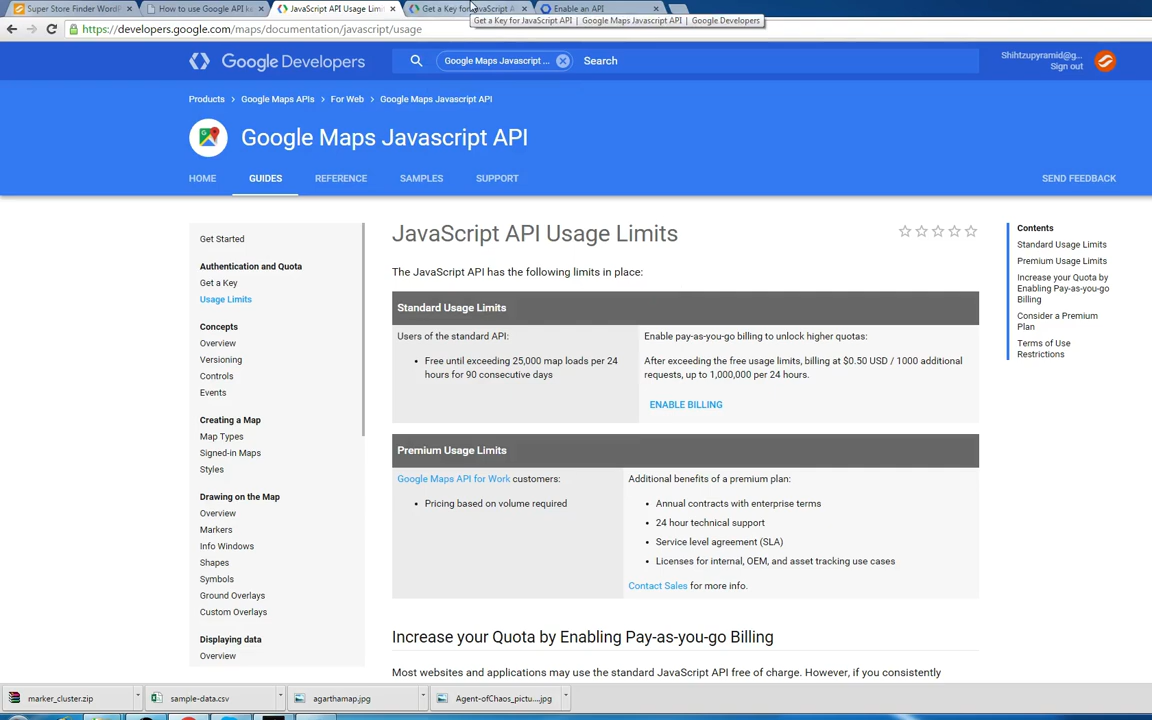 Super Store Finder WordP
How to use Google API ke
JavaScript API Usage Limi
Get a Key for JavaScript A
Enable an API
Get a Key for JavaScript API | Google Maps Javascript API | Google Developers
https://developers.google.com/maps/documentation/javascript/usage
Google Developers
Google Maps Javascript ...
Search
Shihtzupyramid@g...
Sign out
Products > Google Maps APIs > For Web > Google Maps Javascript API
Google Maps Javascript API
HOME GUIDES REFERENCE SAMPLES SUPPORT SEND FEEDBACK
Get Started
Authentication and Quota
Get a Key
Usage Limits
Concepts
Overview
Versioning
Controls
Events
Creating a Map
Map Types
Signed-in Maps
Styles
Drawing on the Map
Overview
Markers
Info Windows
Shapes
Symbols
Ground Overlays
Custom Overlays
Displaying data
Overview
JavaScript API Usage Limits
The JavaScript API has the following limits in place:
Standard Usage Limits
Users of the standard API:
• Free until exceeding 25,000 map loads per 24
hours for 90 consecutive days
Enable pay-as-you-go billing to unlock higher quotas:
After exceeding the free usage limits, billing at $0.50 USD / 1000 additional
requests, up to 1,000,000 per 24 hours.
ENABLE BILLING
Premium Usage Limits
Google Maps API for Work customers:
• Pricing based on volume required
Additional benefits of a premium plan:
• Annual contracts with enterprise terms
• 24 hour technical support
• Service level agreement (SLA)
• Licenses for internal, OEM, and asset tracking use cases
Contact Sales for more info.
Increase your Quota by Enabling Pay-as-you-go Billing
Most websites and applications may use the standard JavaScript API free of charge. However, if you consistently
Contents
Standard Usage Limits
Premium Usage Limits
Increase your Quota by
Enabling Pay-as-you-go
Billing
Consider a Premium
Plan
Terms of Use
Restrictions
marker_cluster.zip
sample-data.csv
agarthamap.jpg
Agent-ofChaos_pictu....jpg